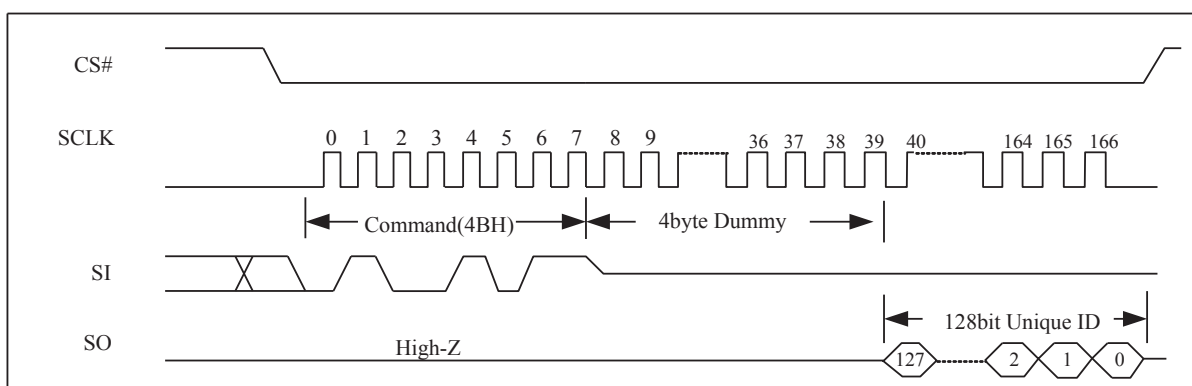 CS#
SCLK
0 1 2 3 4 5 6 7 8 9 36 37 38 39 40 164 165 166
Command(4BH) 4byte Dummy
SI
128bit Unique ID
SO
High-Z
127 2 1 0